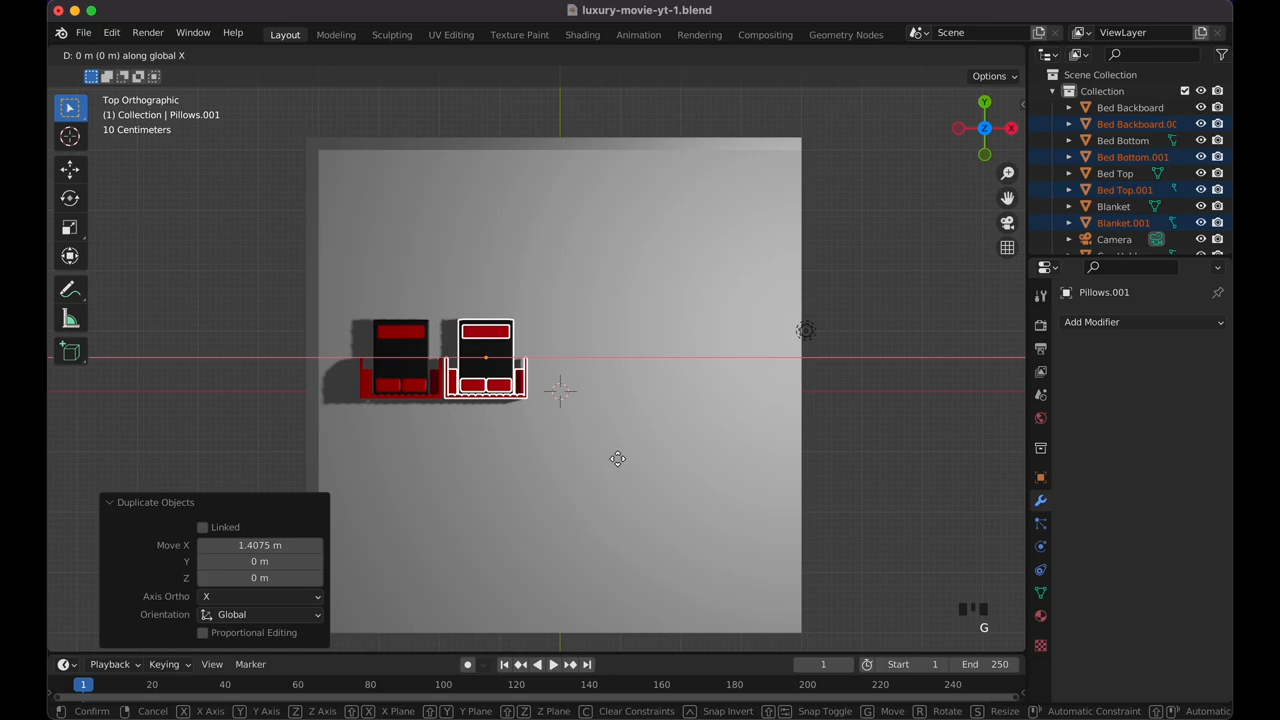 luxury-movie-yt-1.blend
File Edit Render Window Help Layout Modeling Sculpting UV Editing Texture Paint Shading Animation Rendering Compositing Geometry Nodes Scene ViewLayer
D: 0 m (0 m) along global X
Options
Top Orthographic
(1) Collection | Pillows.001
10 Centimeters
Y
Z
X
Scene Collection
Collection
Bed Backboard
Bed Backboard.00
Bed Bottom
Bed Bottom.001
Bed Top
Bed Top.001
Blanket
Blanket.001
Camera
Pillows.001
Add Modifier
Duplicate Objects
Linked
Move X 1.4075 m
Y 0 m
Z 0 m
Axis Ortho X
Orientation Global
Proportional Editing
G
Playback Keying View Marker 1 Start 1 End 250
1 20 40 60 80 100 120 140 160 180 200 220 240
Confirm Cancel X X Axis Y Y Axis Z Z Axis X X Plane Y Y Plane Z Z Plane C Clear Constraints Snap Invert Snap Toggle G Move R Rotate S Resize Automatic Constraint Automatic